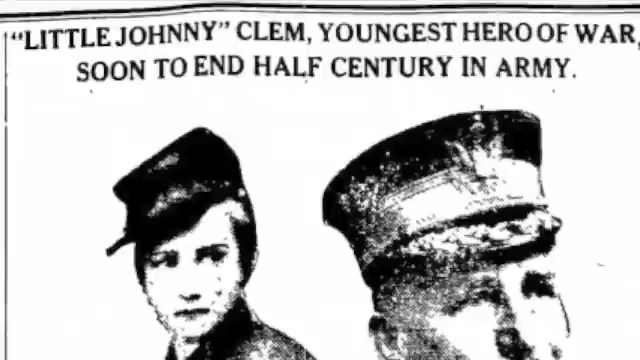 "LITTLE JOHNNY" CLEM, YOUNGEST HERO OF WAR,
SOON TO END HALF CENTURY IN ARMY.